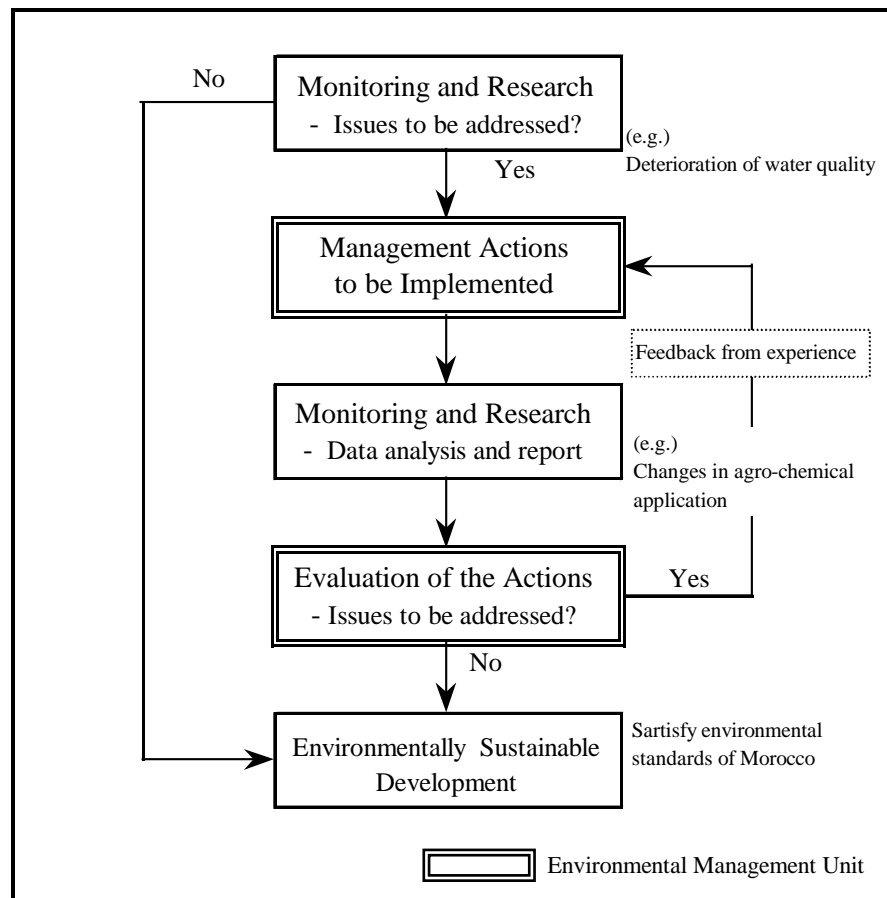 No
Monitoring and Research
- Issues to be addressed?
(e.g.)
Deterioration of water quality
Yes
Management Actions
to be Implemented
Feedback from experience
Monitoring and Research
- Data analysis and report
(e.g.)
Changes in agro-chemical
application
Evaluation of the Actions
- Issues to be addressed?
Yes
No
Environmentally Sustainable
Development
Sartisfy environmental
standards of Morocco
Environmental Management Unit